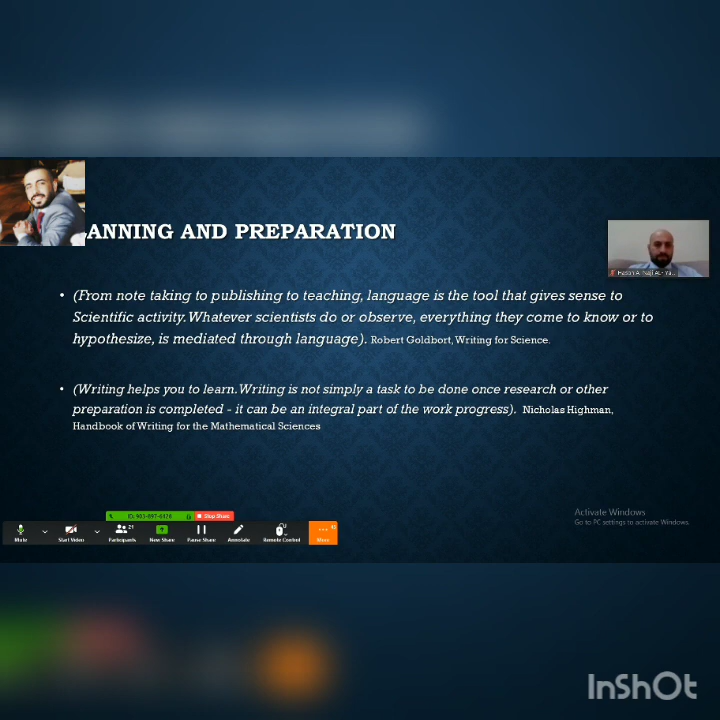 ANNING AND PREPARATION
• (From note taking to publishing to teaching, language is the tool that gives sense to
Scientific activity. Whatever scientists do or observe, everything they come to know or to
hypothesize, is mediated through language). Robert Goldbort, Writing for Science.
• (Writing helps you to learn. Writing is not simply a task to be done once research or other
preparation is completed - it can be an integral part of the work progress). Nicholas Highman,
Handbook of Writing for the Mathematical Sciences
Stop Share
21
Mute Start Video Participants New Share Pause Share Annotate Remote Control More
Activate Windows
Go to PC settings to activate Windows.
InShOt